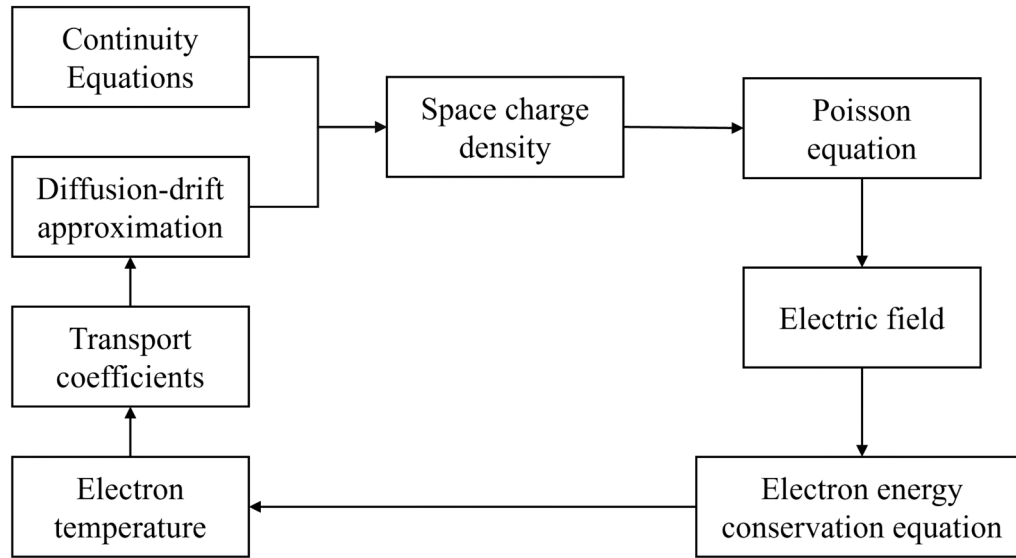 Continuity
Equations
Space charge
density
Poisson
equation
Diffusion-drift
approximation
Electric field
Transport
coefficients
Electron
temperature
Electron energy
conservation equation